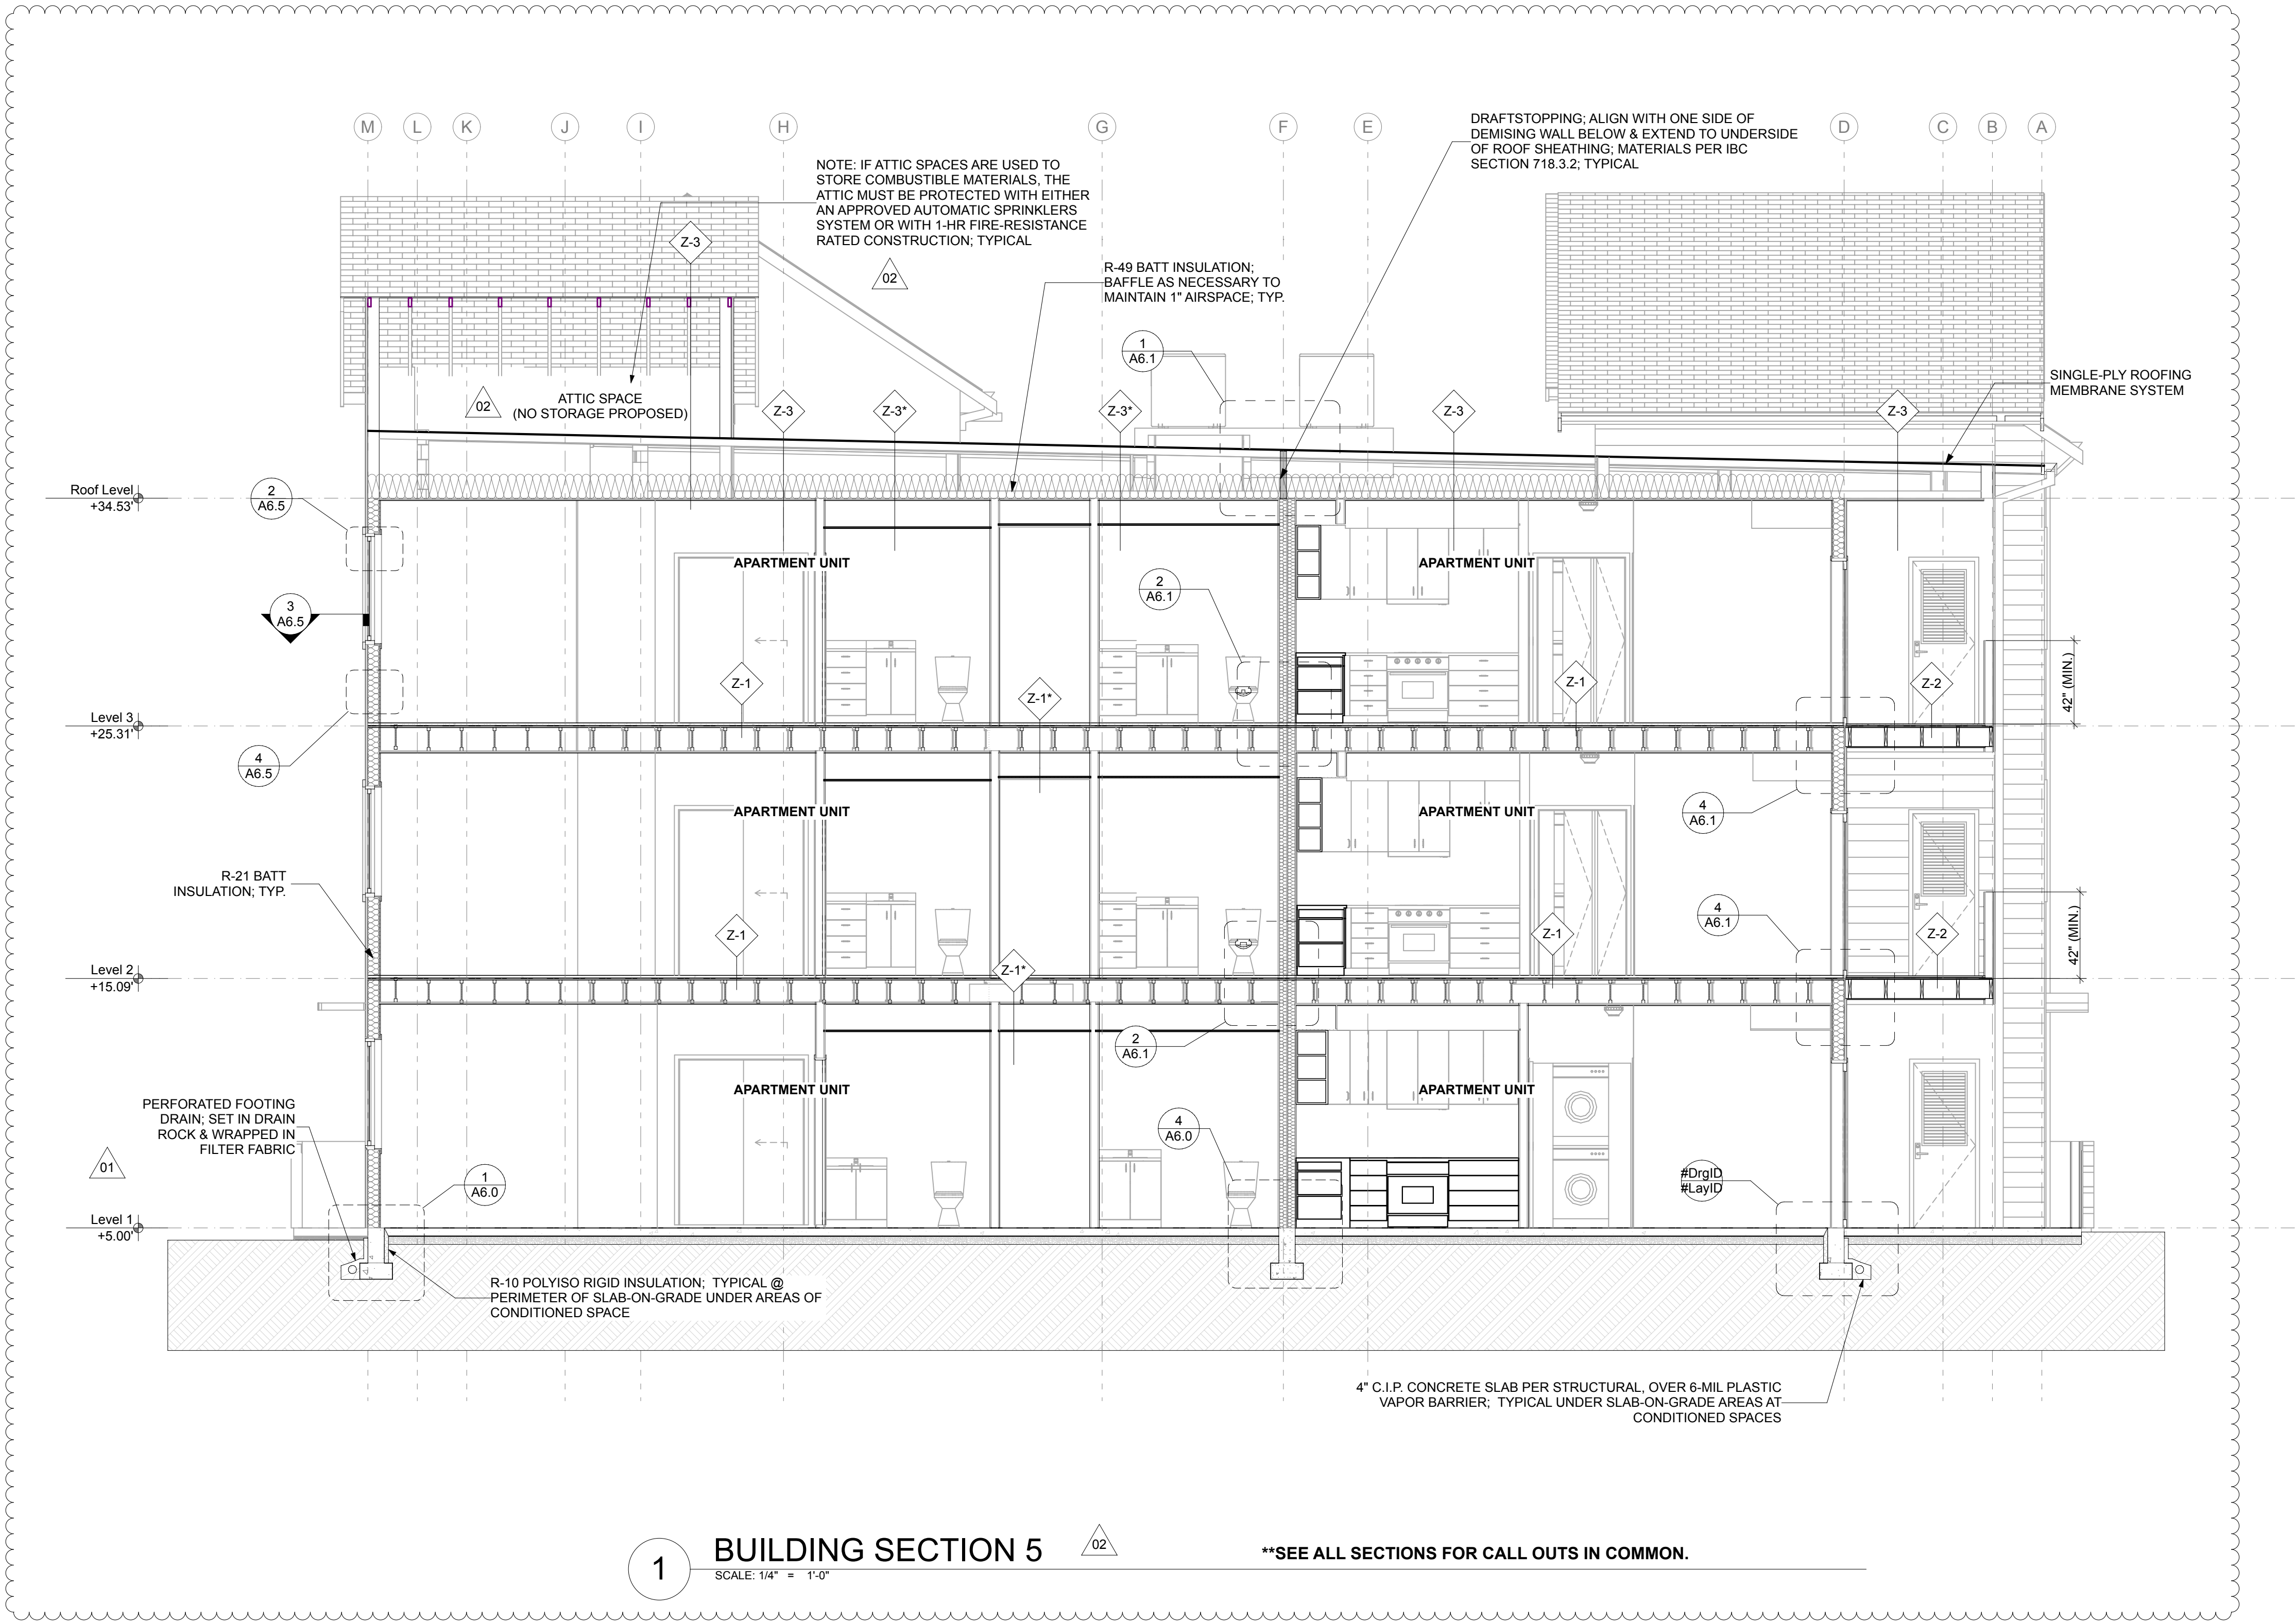 M
L
K
J
I
H
G
F
E
D
C
B
A
DRAFTSTOPPING; ALIGN WITH ONE SIDE OF
DEMISING WALL BELOW & EXTEND TO UNDERSIDE
OF ROOF SHEATHING; MATERIALS PER IBC
SECTION 718.3.2; TYPICAL
NOTE: IF ATTIC SPACES ARE USED TO
STORE COMBUSTIBLE MATERIALS, THE
ATTIC MUST BE PROTECTED WITH EITHER
AN APPROVED AUTOMATIC SPRINKLERS
SYSTEM OR WITH 1-HR FIRE-RESISTANCE
RATED CONSTRUCTION; TYPICAL
Z-3
02
R-49 BATT INSULATION;
BAFFLE AS NECESSARY TO
MAINTAIN 1" AIRSPACE; TYP.
1
A6.1
SINGLE-PLY ROOFING
MEMBRANE SYSTEM
02
ATTIC SPACE
(NO STORAGE PROPOSED)
Z-3
Z-3*
Z-3*
Z-3
Z-3
Roof Level
+34.53'
2
A6.5
APARTMENT UNIT
APARTMENT UNIT
2
A6.1
3
A6.5
Z-1
Z-1*
Z-1
Z-2
42" (MIN.)
Level 3
+25.31'
4
A6.5
APARTMENT UNIT
APARTMENT UNIT
4
A6.1
R-21 BATT
INSULATION; TYP.
4
A6.1
Z-1
Z-1*
Z-1
Z-2
42" (MIN.)
Level 2
+15.09'
2
A6.1
APARTMENT UNIT
APARTMENT UNIT
PERFORATED FOOTING
DRAIN; SET IN DRAIN
ROCK & WRAPPED IN
FILTER FABRIC
01
4
A6.0
1
A6.0
#DrgID
#LayID
Level 1
+5.00'
R-10 POLYISO RIGID INSULATION; TYPICAL @
PERIMETER OF SLAB-ON-GRADE UNDER AREAS OF
CONDITIONED SPACE
4" C.I.P. CONCRETE SLAB PER STRUCTURAL, OVER 6-MIL PLASTIC
VAPOR BARRIER; TYPICAL UNDER SLAB-ON-GRADE AREAS AT
CONDITIONED SPACES
1
BUILDING SECTION 5
02
**SEE ALL SECTIONS FOR CALL OUTS IN COMMON.
SCALE: 1/4" = 1'-0"